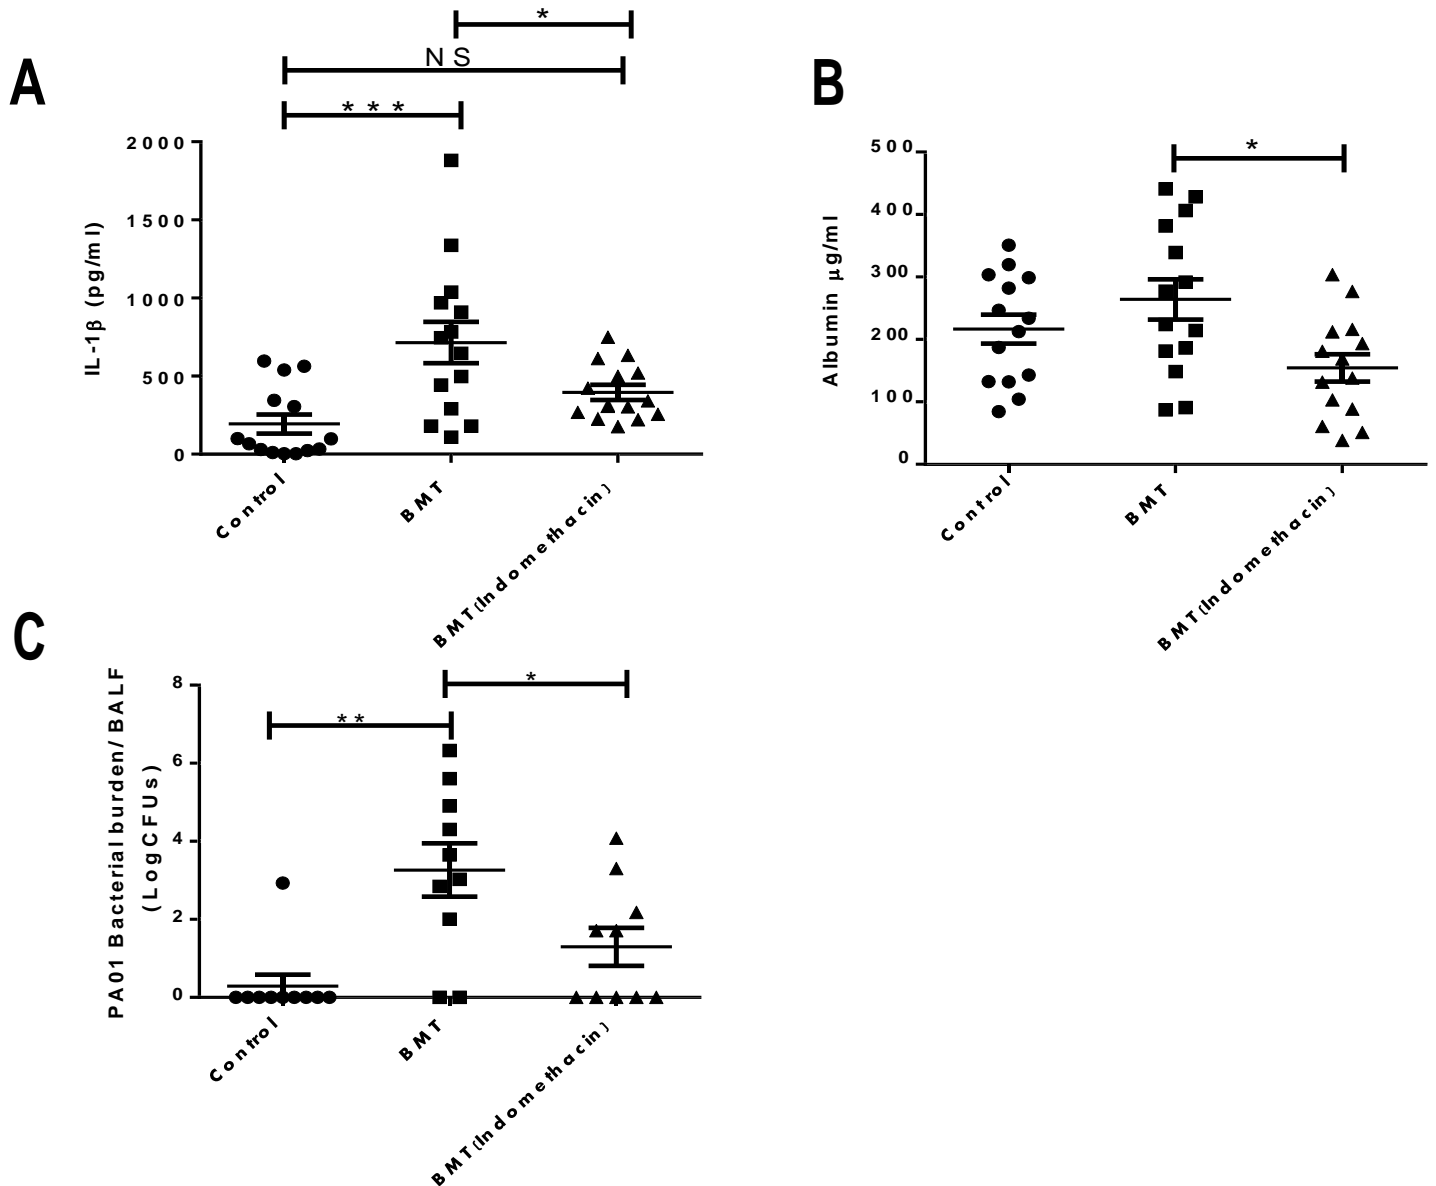 *
NS
***
A
2000
1500
1000
500
0
IL-1β (pg/ml)
Control
BMT
BMT(Indomethacin)
B
*
500
400
300
200
100
0
Albumin μg/ml
Control
BMT
BMT(Indomethacin)
C
*
**
8
6
4
2
0
PA01 Bacterial burden/BALF
(LogCFUs)
Control
BMT
BMT(Indomethacin)